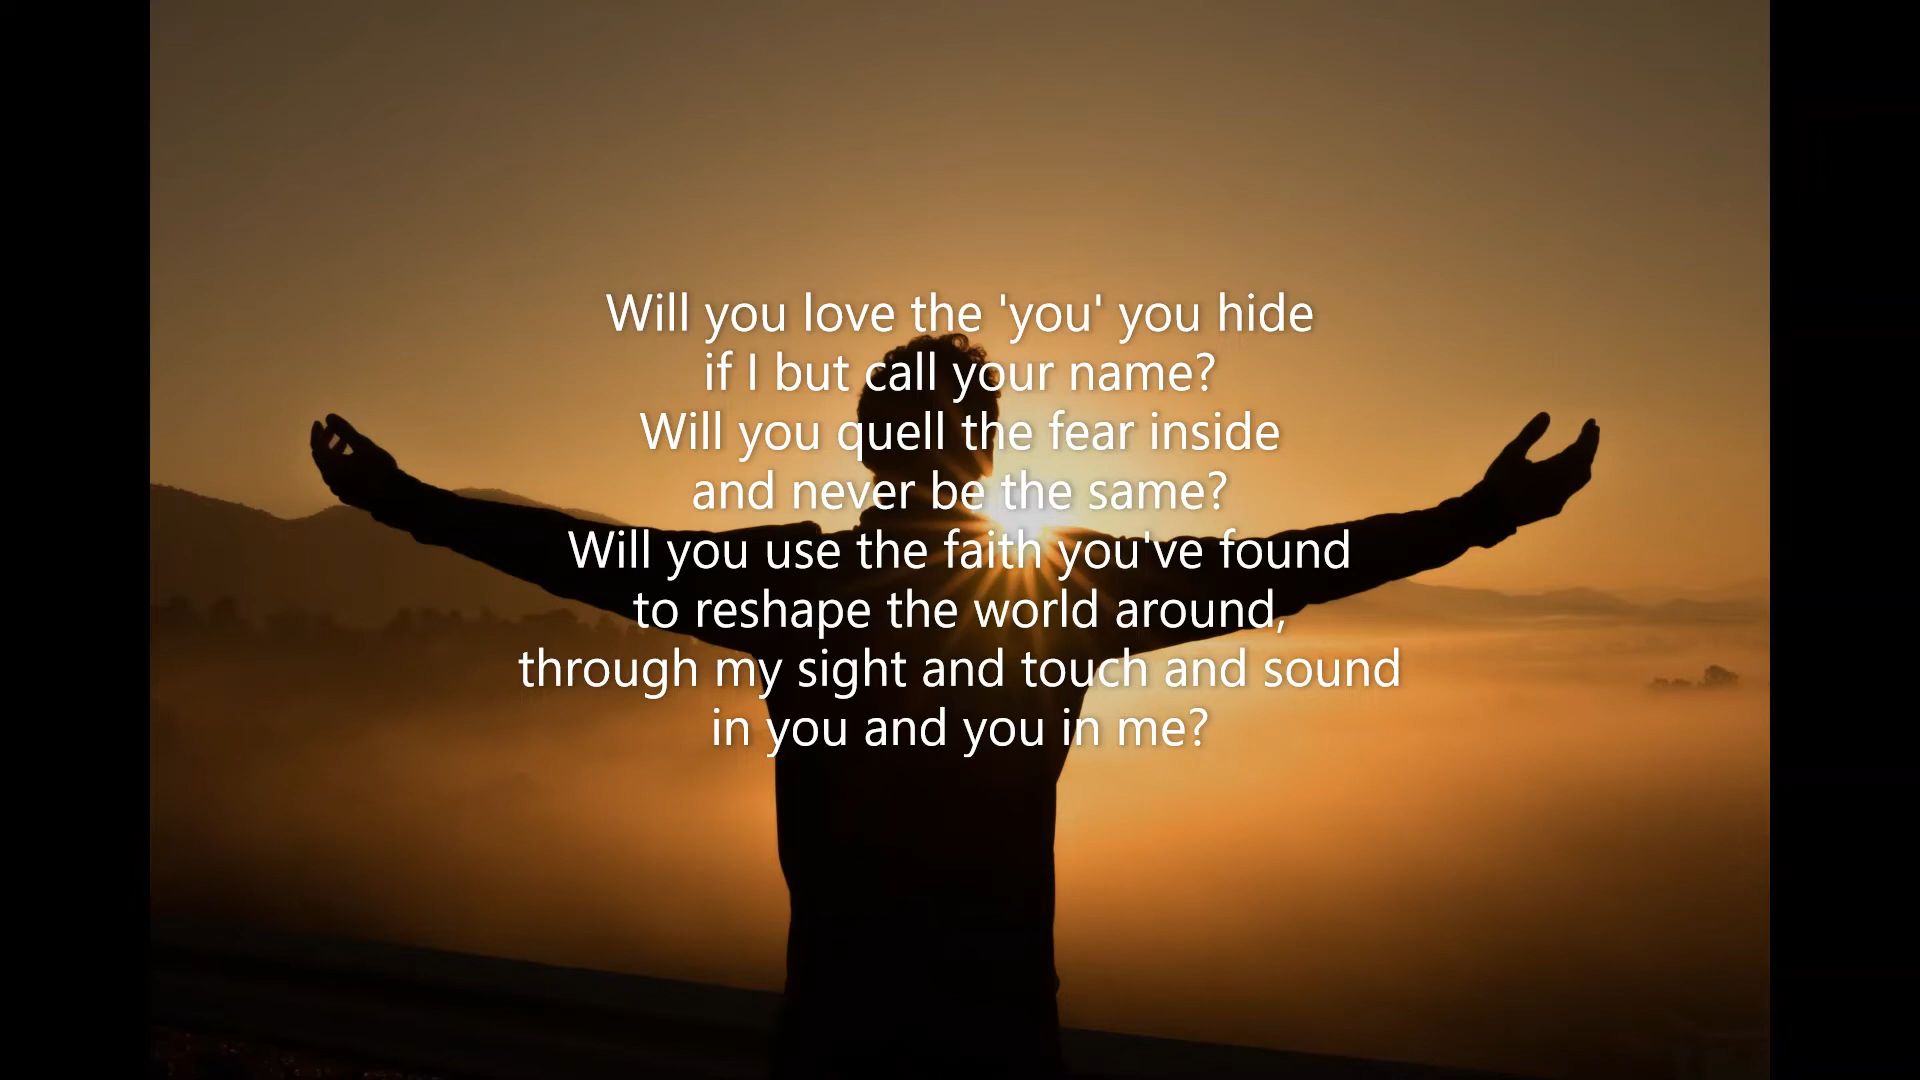 Will you love the 'you' you hide
if I but call your name?
Will you quell the fear inside
and never be the same?
Will you use the faith you've found
to reshape the world around,
through my sight and touch and sound
in you and you in me?